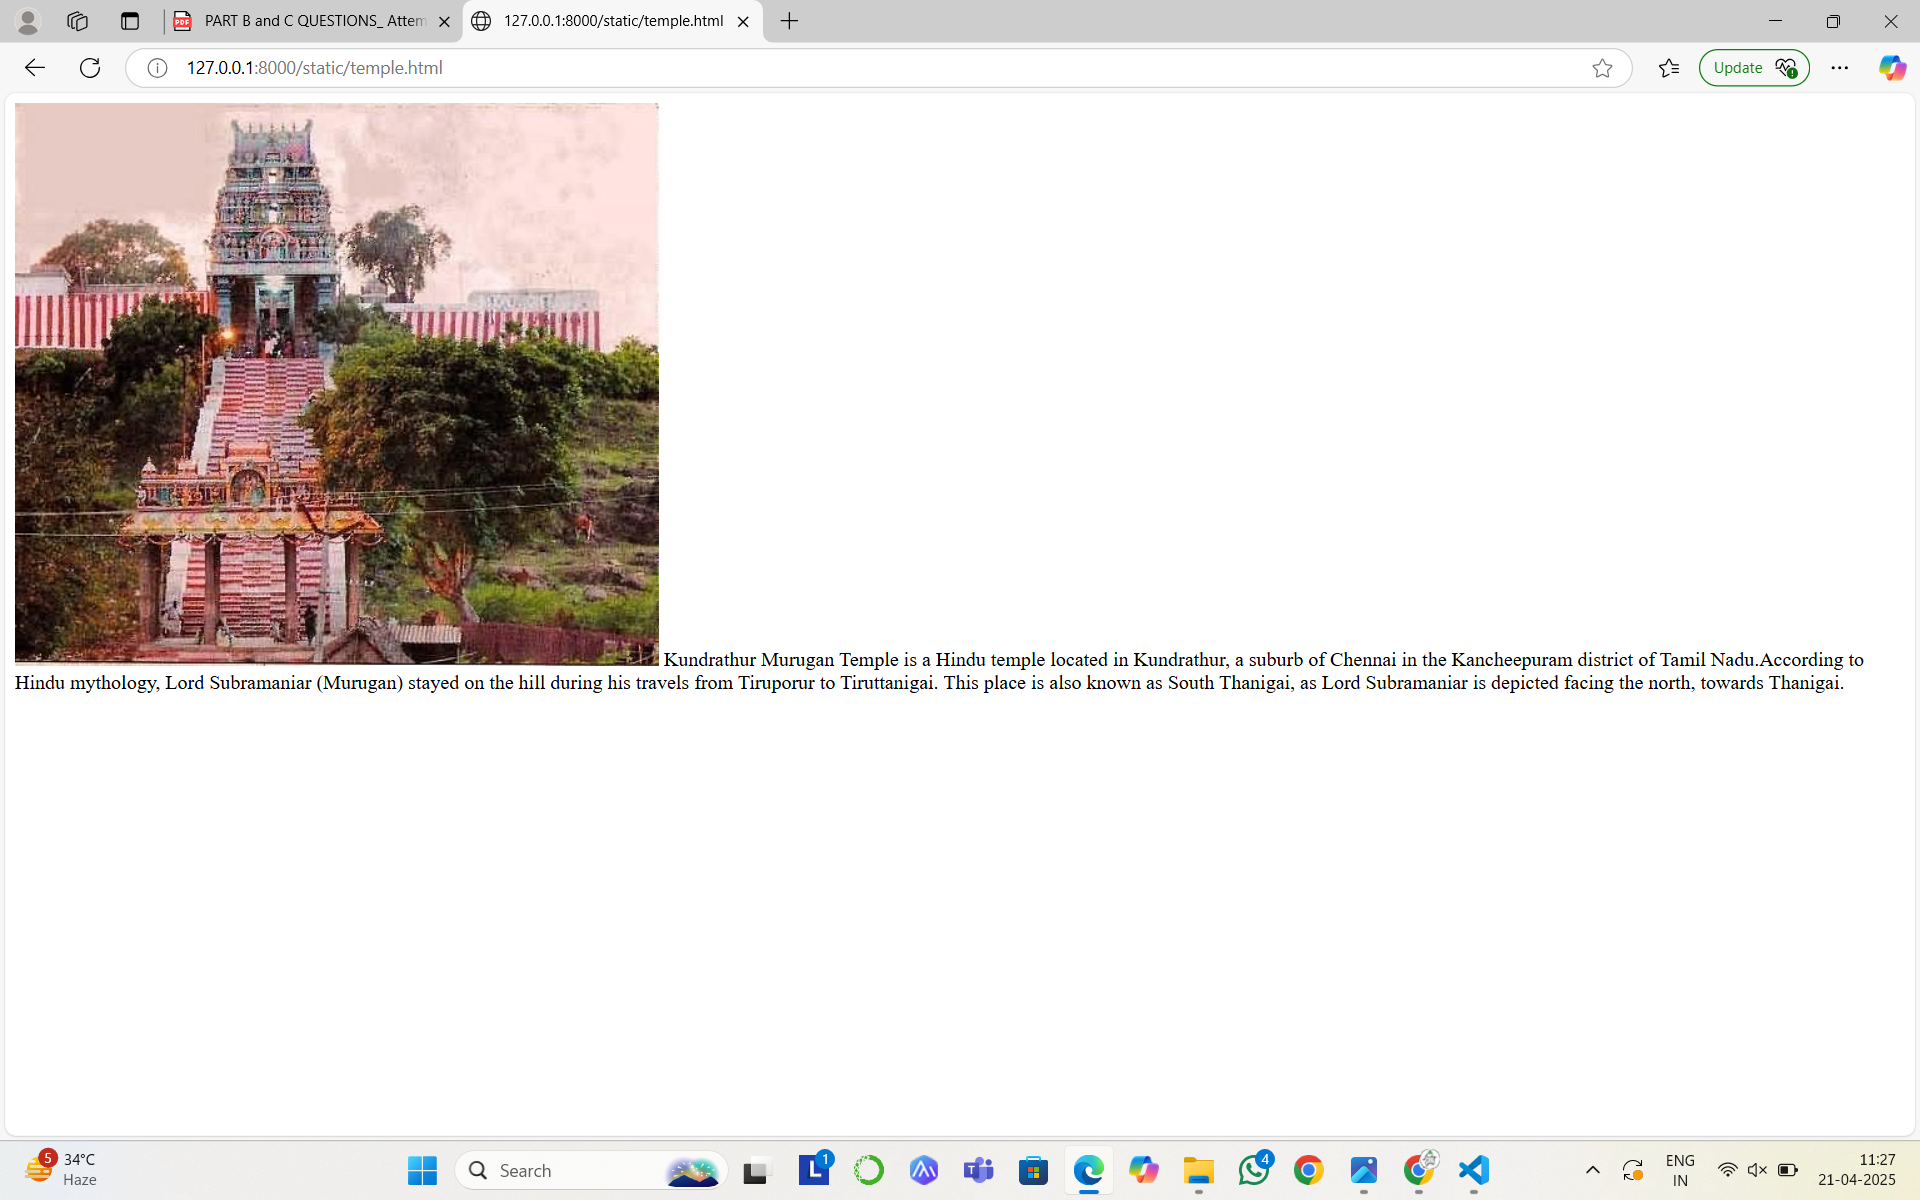 PART B and C QUESTIONS_ Attem
127.0.0.1:8000/static/temple.html
127.0.0.1:8000/static/temple.html
Update
Kundrathur Murugan Temple is a Hindu temple located in Kundrathur, a suburb of Chennai in the Kancheepuram district of Tamil Nadu.According to
Hindu mythology, Lord Subramaniar (Murugan) stayed on the hill during his travels from Tiruporur to Tiruttanigai. This place is also known as South Thanigai, as Lord Subramaniar is depicted facing the north, towards Thanigai.
5
34°C
Haze
Search
1
4
ENG
IN
11:27
21-04-2025